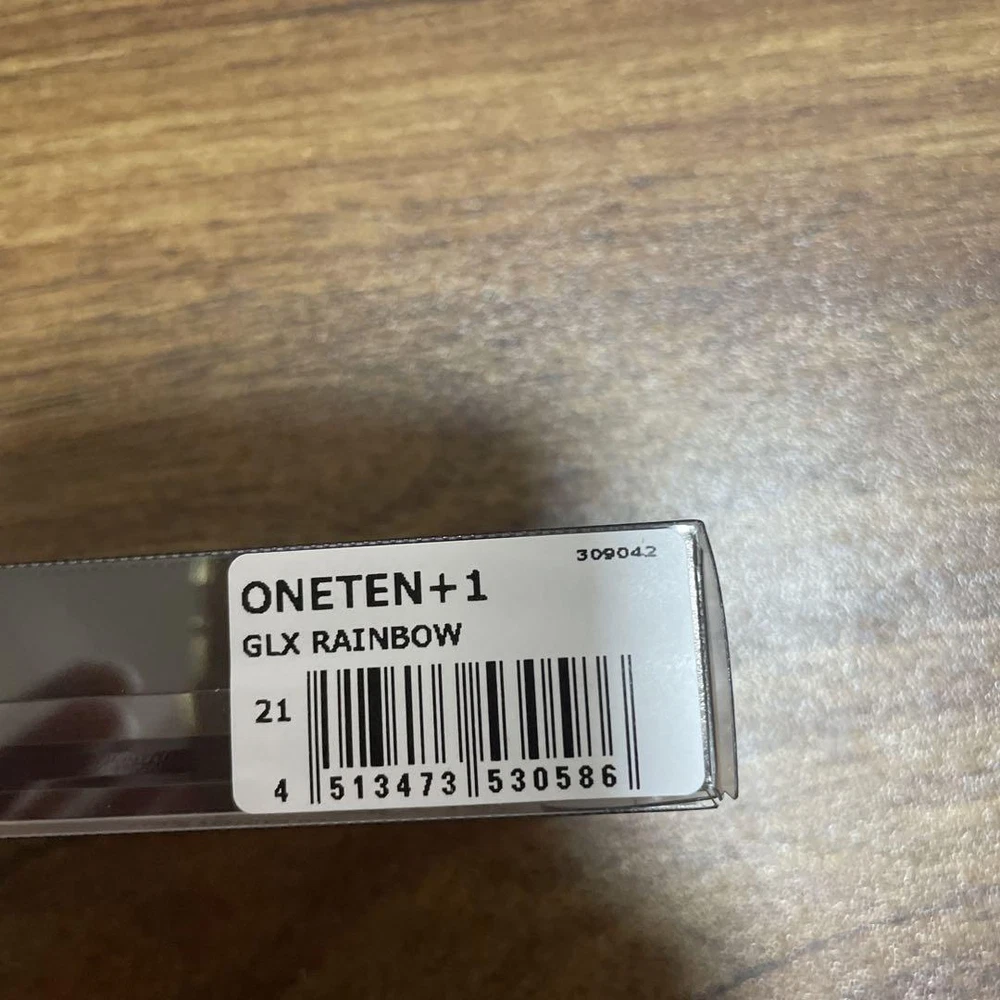 309042
ONETEN+1
GLX RAINBOW
21
4 513473 530586